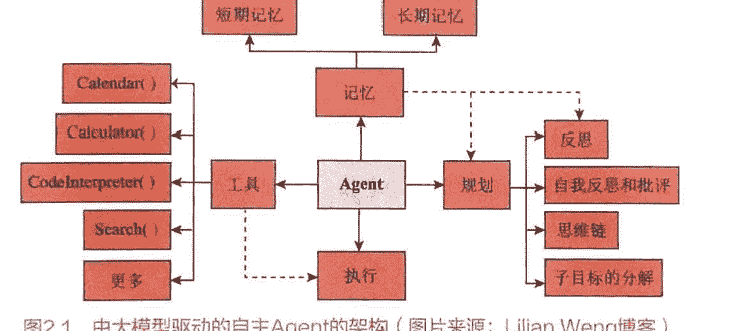 短期记忆 长期记忆
Calendar( )
记忆
Calculator( )
反思
CodeInterpreter( )
工具
Agent
规划
自我反思和批评
Search( )
思维链
更多
执行
子目标的分解
图2.1 由大模型驱动的自主Agent的架构（图片来源：Lilian Weng博客）